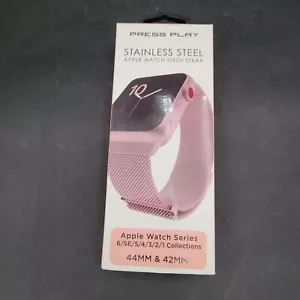 PRESS PLAY
STAINLESS STEEL
APPLE WATCH MESH STRAP
10
Apple Watch Series
6/SE/5/4/3/2/1 Collections
44MM & 42MM